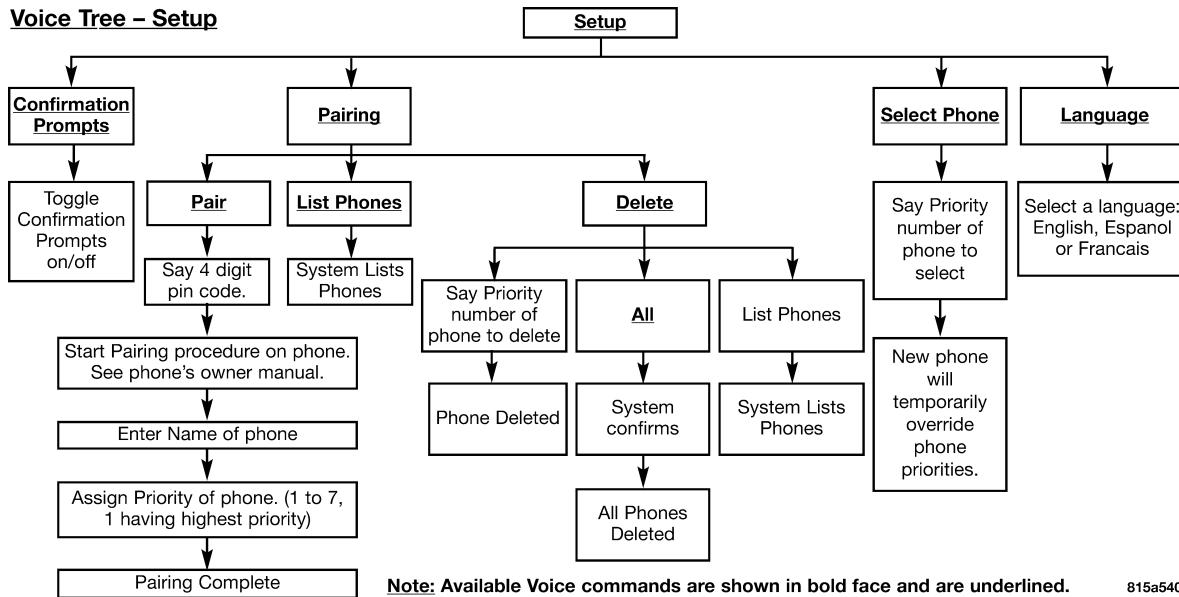 Voice Tree – Setup
Setup
Confirmation
Prompts
Pairing
Select Phone
Language
Toggle
Confirmation
Prompts
on/off
Pair
List Phones
Delete
Say Priority
number of
phone to
select
Select a language:
English, Espanol
or Francais
Say 4 digit
pin code.
System Lists
Phones
Say Priority
number of
phone to delete
All
List Phones
Start Pairing procedure on phone.
See phone's owner manual.
New phone
will
temporarily
override
phone
priorities.
Phone Deleted
System
confirms
System Lists
Phones
Enter Name of phone
Assign Priority of phone. (1 to 7,
1 having highest priority)
All Phones
Deleted
Pairing Complete
Note: Available Voice commands are shown in bold face and are underlined.
815a540